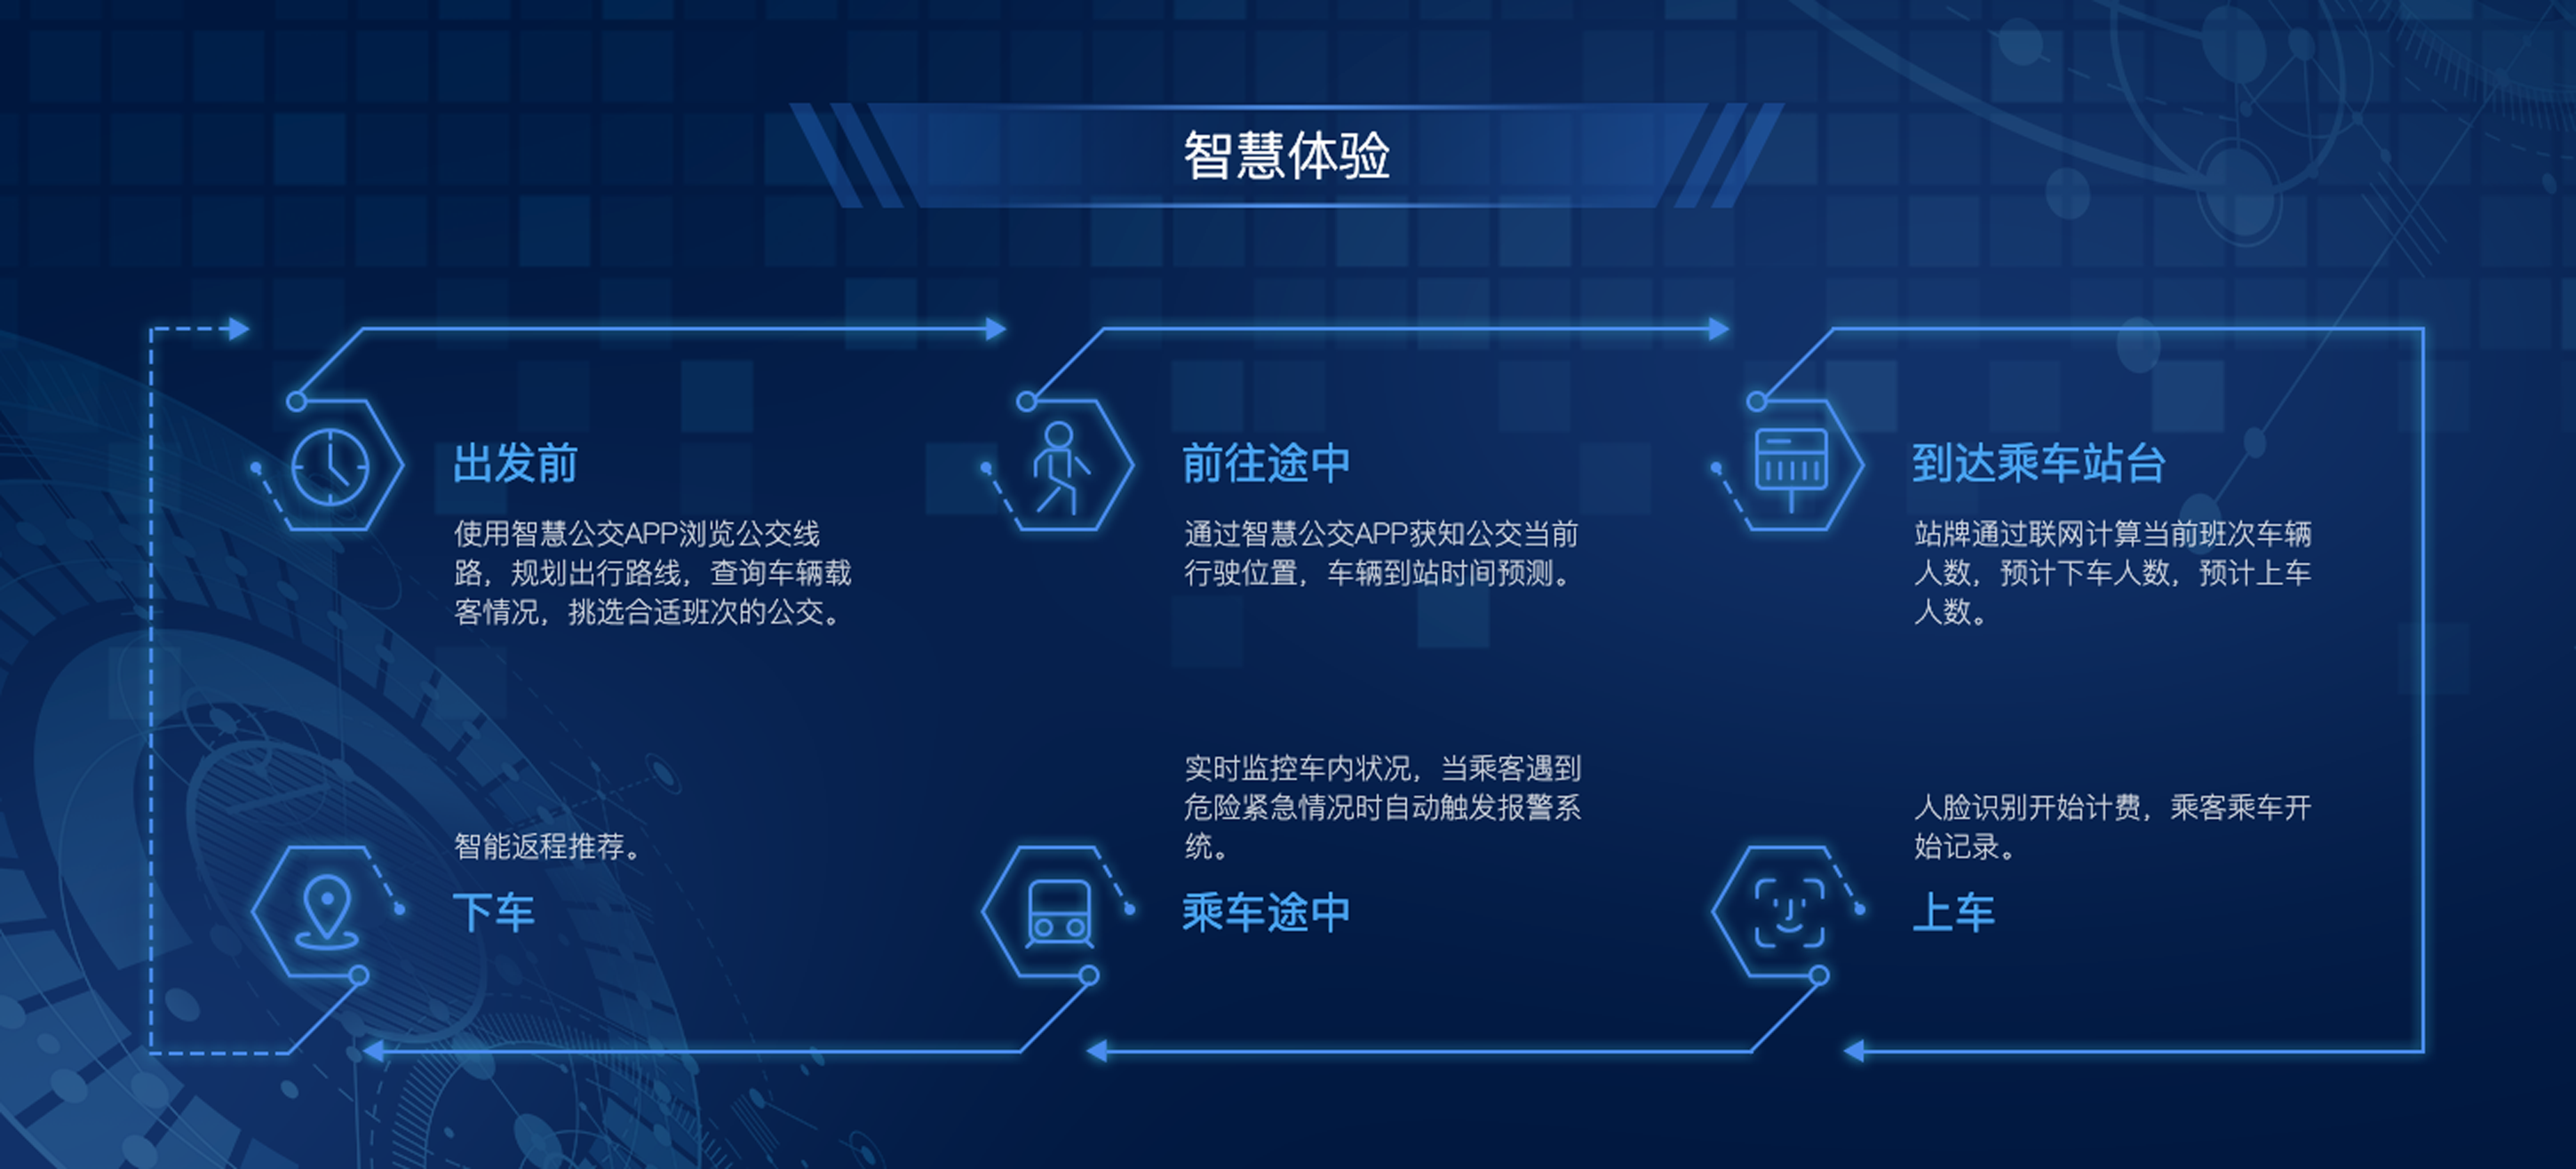 智慧体验
出发前
使用智慧公交APP浏览公交线
路，规划出行路线，查询车辆载
客情况，挑选合适班次的公交。
前往途中
通过智慧公交APP获知公交当前
行驶位置，车辆到站时间预测。
到达乘车站台
站牌通过联网计算当前班次车辆
人数，预计下车人数，预计上车
人数。
人脸识别开始计费，乘客乘车开
始记录。
上车
实时监控车内状况，当乘客遇到
危险紧急情况时自动触发报警系
统。
乘车途中
智能返程推荐。
下车